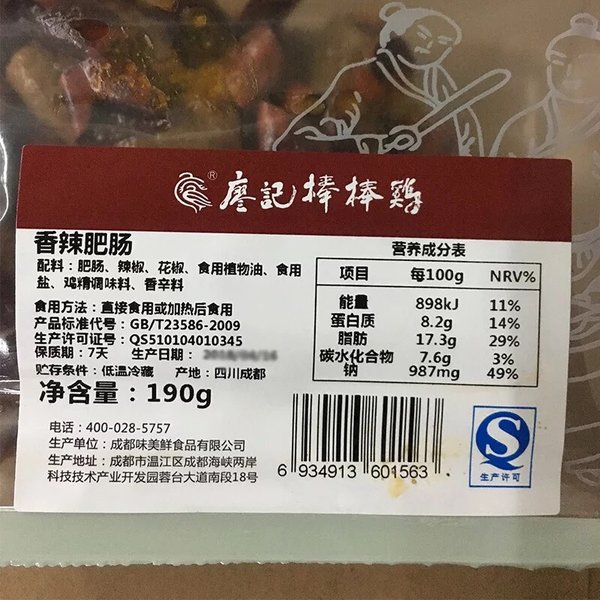 ® 廖記棒棒鷄
香辣肥肠
配料：肥肠、辣椒、花椒、食用植物油、食用
盐、鸡精调味料、香辛料
食用方法：直接食用或加热后食用
产品标准代号：GB/T23586-2009
生产许可证号：QS510104010345
保质期：7天 生产日期：
贮存条件：低温冷藏 产地：四川成都
净含量：190g
电话：400-028-5757
生产单位：成都味美鲜食品有限公司
生产地址：成都市温江区成都海峡两岸
科技技术产业开发园蓉台大道南段18号
营养成分表
项目 每100g NRV%
能量 898kJ 11%
蛋白质 8.2g 14%
脂肪 17.3g 29%
碳水化合物 7.6g 3%
钠 987mg 49%
6 934913 601563
生产许可